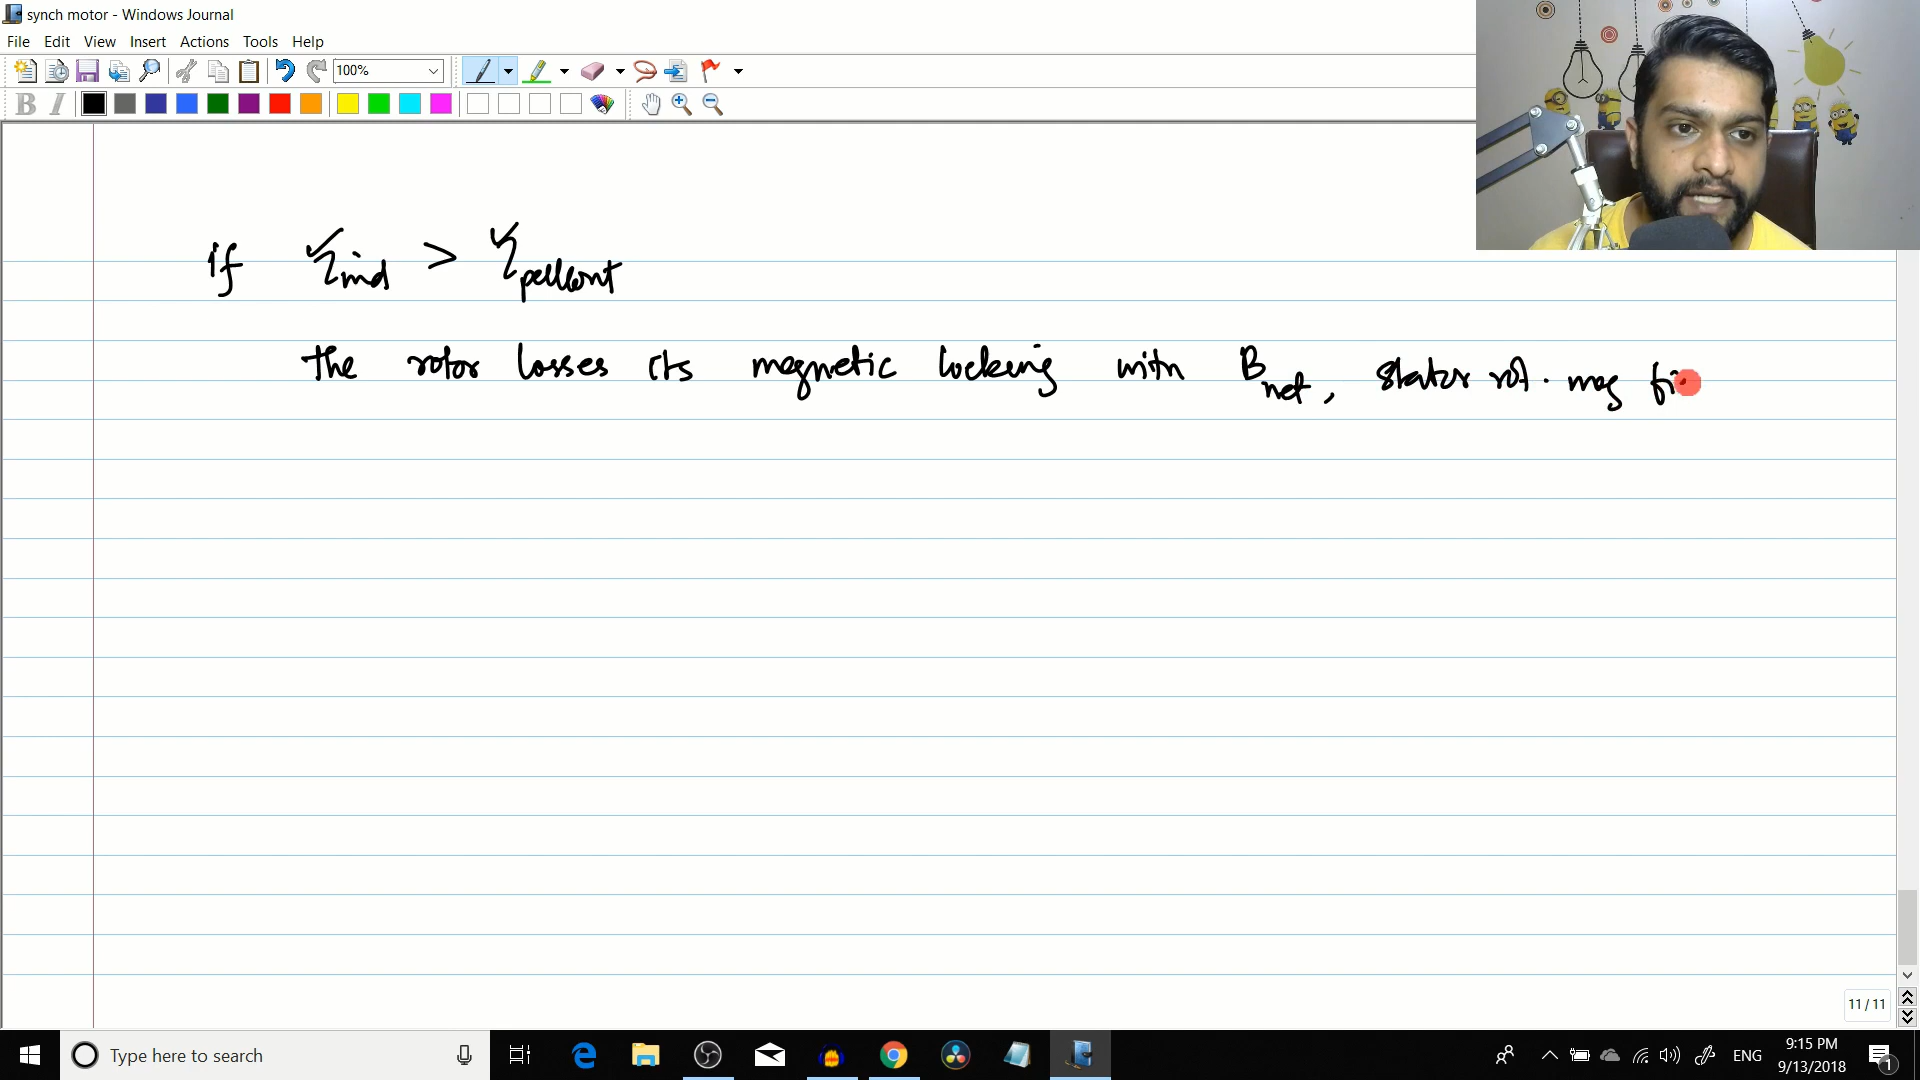 synch motor - Windows Journal
File Edit View Insert Actions Tools Help
100%
B I
if τind > τpullout
the rotor losses its magnetic locking with Bnet, stator rot. mag fi
11 / 11
Type here to search
ENG
9:15 PM
9/13/2018
1